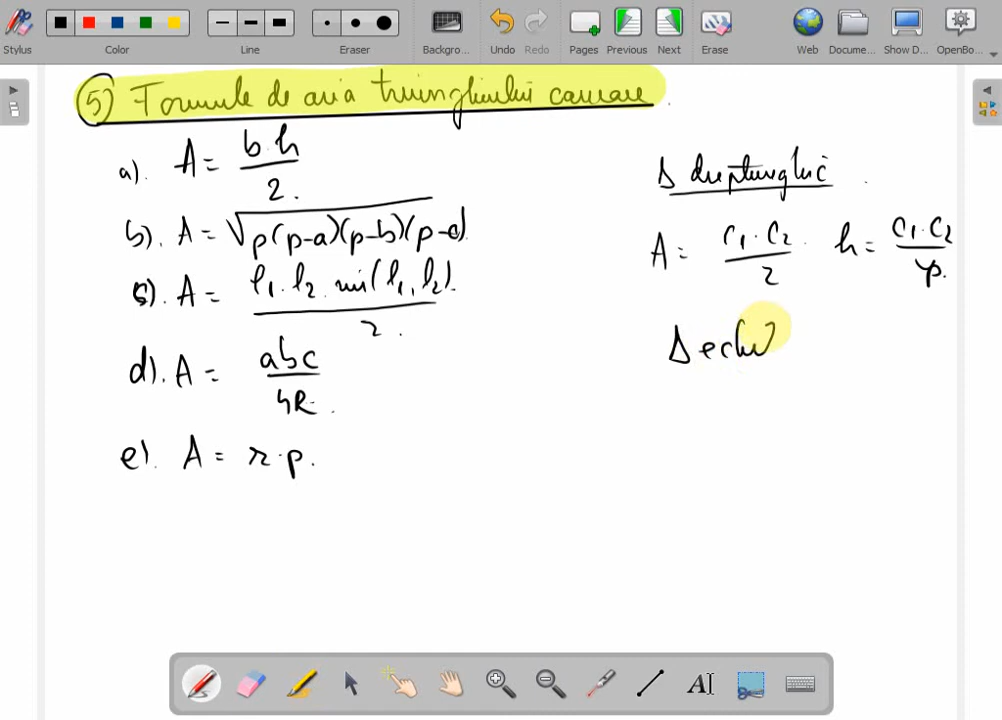 Stylus Color Line Eraser Backgro... Undo Redo Pages Previous Next Erase Web Docume... Show D... OpenBo...
5) Formule de aria triunghiului oarecare
a). A = b·h / 2.
b). A = √p(p-a)(p-b)(p-c)
c). A = l₁·l₂ sin(l₁,l₂) / 2.
d). A = abc / 4R.
e). A = r·p.
Δ dreptunghic
A = c₁·c₂ / 2 h = c₁·c₂ / ip.
Δ echi
AI